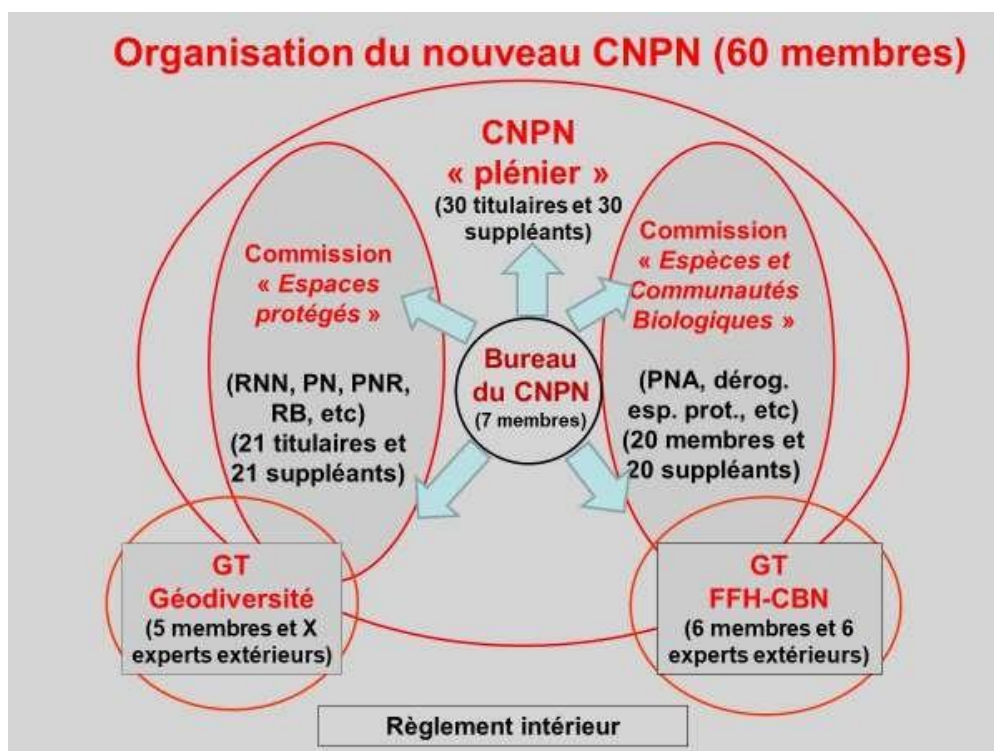 Organisation du nouveau CNPN (60 membres)
CNPN
« plénier »
(30 titulaires et 30
suppléants)
Commission
« Espaces
protégés »
(RNN, PN, PNR,
RB, etc)
(21 titulaires et
21 suppléants)
Commission
« Espèces et
Communautés
Biologiques »
(PNA, dérog.
esp. prot., etc)
(20 membres et
20 suppléants)
Bureau
du CNPN
(7 membres)
GT
Géodiversité
(5 membres et X
experts extérieurs)
GT
FFH-CBN
(6 membres et 6
experts extérieurs)
Règlement intérieur